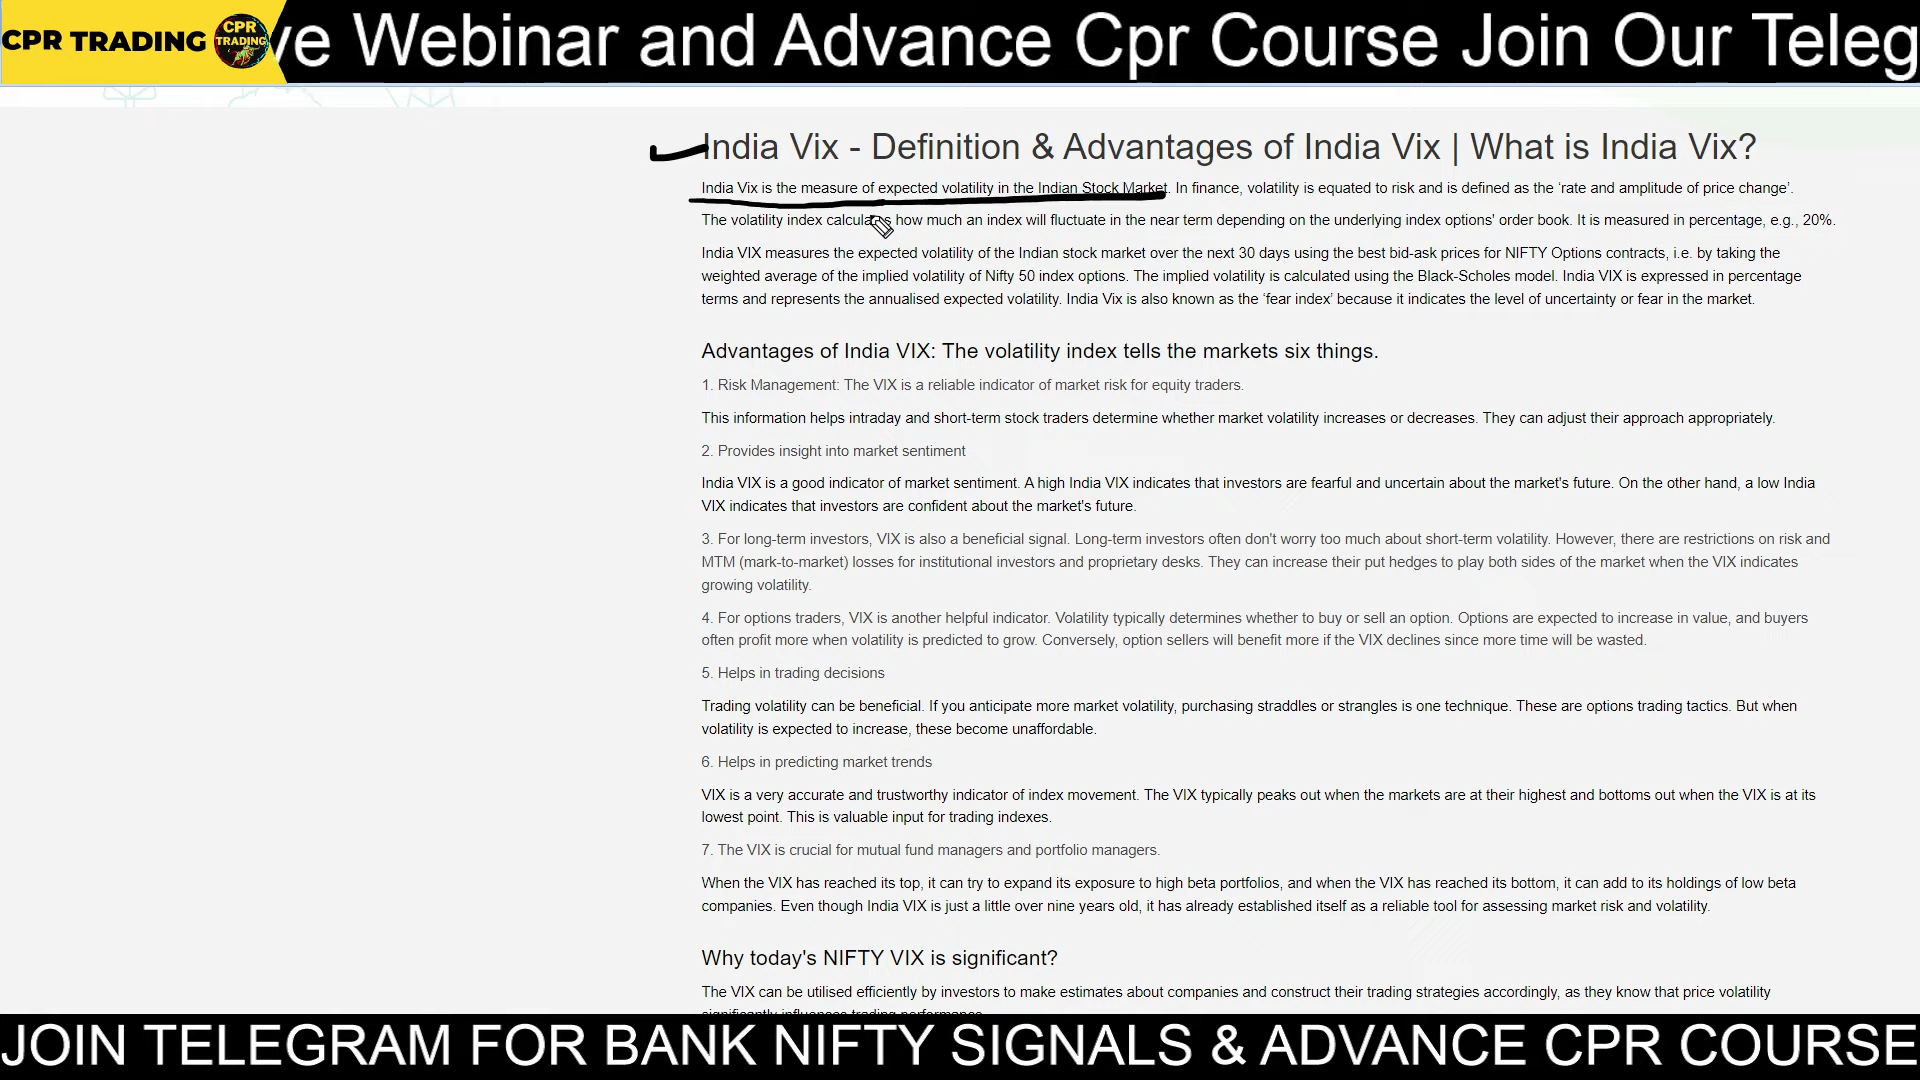 CPR TRADING
CPR
TRADING
ve Webinar and Advance Cpr Course Join Our Teleg
India Vix - Definition & Advantages of India Vix | What is India Vix?
India Vix is the measure of expected volatility in the Indian Stock Market. In finance, volatility is equated to risk and is defined as the ‘rate and amplitude of price change’.
The volatility index calculates how much an index will fluctuate in the near term depending on the underlying index options' order book. It is measured in percentage, e.g., 20%.
India VIX measures the expected volatility of the Indian stock market over the next 30 days using the best bid-ask prices for NIFTY Options contracts, i.e. by taking the
weighted average of the implied volatility of Nifty 50 index options. The implied volatility is calculated using the Black-Scholes model. India VIX is expressed in percentage
terms and represents the annualised expected volatility. India Vix is also known as the ‘fear index’ because it indicates the level of uncertainty or fear in the market.
Advantages of India VIX: The volatility index tells the markets six things.
1. Risk Management: The VIX is a reliable indicator of market risk for equity traders.
This information helps intraday and short-term stock traders determine whether market volatility increases or decreases. They can adjust their approach appropriately.
2. Provides insight into market sentiment
India VIX is a good indicator of market sentiment. A high India VIX indicates that investors are fearful and uncertain about the market's future. On the other hand, a low India
VIX indicates that investors are confident about the market's future.
3. For long-term investors, VIX is also a beneficial signal. Long-term investors often don't worry too much about short-term volatility. However, there are restrictions on risk and
MTM (mark-to-market) losses for institutional investors and proprietary desks. They can increase their put hedges to play both sides of the market when the VIX indicates
growing volatility.
4. For options traders, VIX is another helpful indicator. Volatility typically determines whether to buy or sell an option. Options are expected to increase in value, and buyers
often profit more when volatility is predicted to grow. Conversely, option sellers will benefit more if the VIX declines since more time will be wasted.
5. Helps in trading decisions
Trading volatility can be beneficial. If you anticipate more market volatility, purchasing straddles or strangles is one technique. These are options trading tactics. But when
volatility is expected to increase, these become unaffordable.
6. Helps in predicting market trends
VIX is a very accurate and trustworthy indicator of index movement. The VIX typically peaks out when the markets are at their highest and bottoms out when the VIX is at its
lowest point. This is valuable input for trading indexes.
7. The VIX is crucial for mutual fund managers and portfolio managers.
When the VIX has reached its top, it can try to expand its exposure to high beta portfolios, and when the VIX has reached its bottom, it can add to its holdings of low beta
companies. Even though India VIX is just a little over nine years old, it has already established itself as a reliable tool for assessing market risk and volatility.
Why today's NIFTY VIX is significant?
The VIX can be utilised efficiently by investors to make estimates about companies and construct their trading strategies accordingly, as they know that price volatility
significantly influences trading performance.
JOIN TELEGRAM FOR BANK NIFTY SIGNALS & ADVANCE CPR COURSE